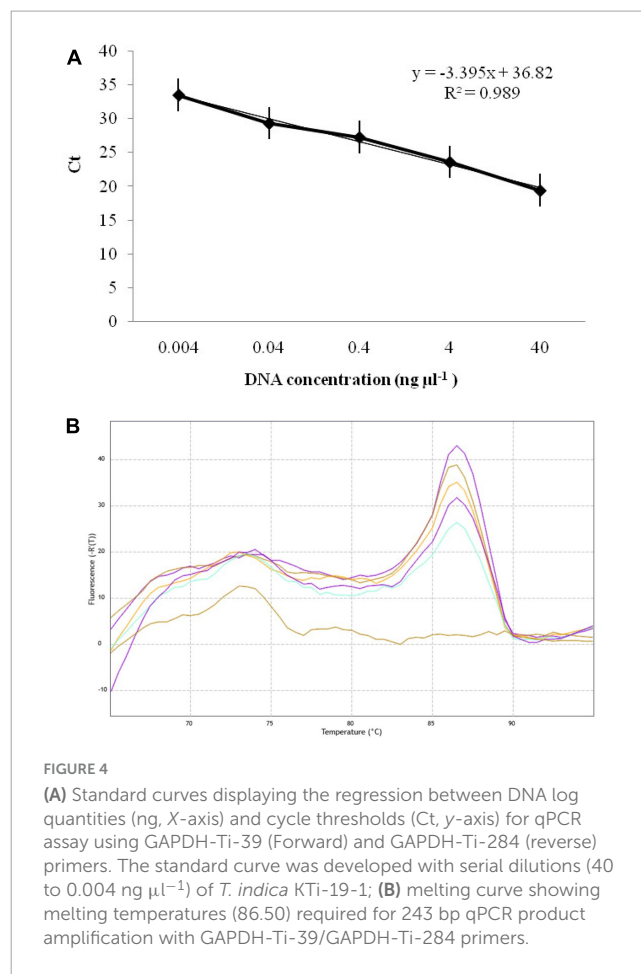 A
40
35
30
25
20
15
10
5
0
Ct
y = -3.395x + 36.82
R² = 0.989
0.004 0.04 0.4 4 40
DNA concentration (ng µl⁻¹ )
B
40
30
20
10
0
-10
Fluorescence (-R'(T))
70 75 80 85 90
Temperature (°C)
FIGURE 4
(A) Standard curves displaying the regression between DNA log
quantities (ng, X-axis) and cycle thresholds (Ct, y-axis) for qPCR
assay using GAPDH-Ti-39 (Forward) and GAPDH-Ti-284 (reverse)
primers. The standard curve was developed with serial dilutions (40
to 0.004 ng µl⁻¹) of T. indica KTi-19-1; (B) melting curve showing
melting temperatures (86.50) required for 243 bp qPCR product
amplification with GAPDH-Ti-39/GAPDH-Ti-284 primers.